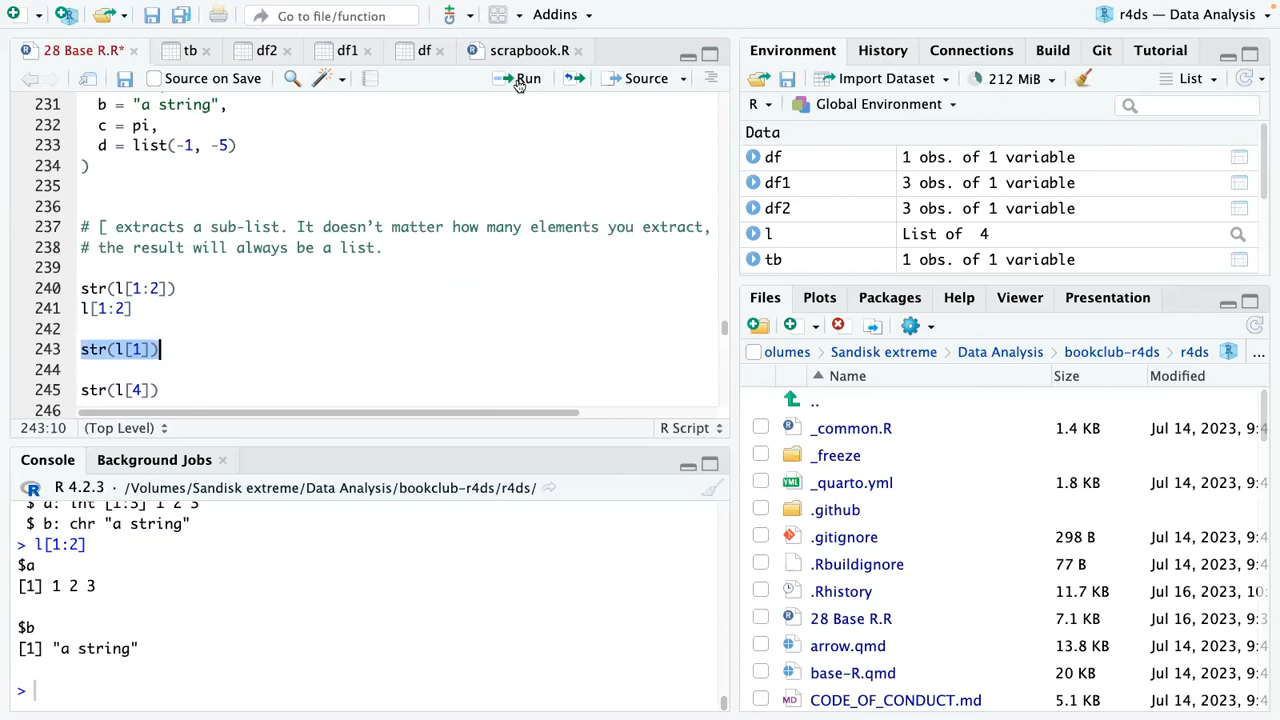 Go to file/function
Addins
r4ds — Data Analysis
28 Base R.R*
tb
df2
df1
df
scrapbook.R
Source on Save
Run
Source
231 b = "a string",
232 c = pi,
233 d = list(-1, -5)
234 )
235
236
237 # [ extracts a sub-list. It doesn’t matter how many elements you extract,
238 # the result will always be a list.
239
240 str(l[1:2])
241 l[1:2]
242
243 str(l[1])
244
245 str(l[4])
246
243:10 (Top Level) R Script
Console Background Jobs
R 4.2.3 · /Volumes/Sandisk extreme/Data Analysis/bookclub-r4ds/r4ds/
$ a: int [1:3] 1 2 3
$ b: chr "a string"
> l[1:2]
$a
[1] 1 2 3
$b
[1] "a string"
>
Environment History Connections Build Git Tutorial
Import Dataset 212 MiB List
R Global Environment
Data
df 1 obs. of 1 variable
df1 3 obs. of 1 variable
df2 3 obs. of 1 variable
l List of 4
tb 1 obs. of 1 variable
Files Plots Packages Help Viewer Presentation
olumes Sandisk extreme Data Analysis bookclub-r4ds r4ds ...
Name Size Modified
..
_common.R 1.4 KB Jul 14, 2023, 9:4
_freeze
_quarto.yml 1.8 KB Jul 14, 2023, 9:4
.github
.gitignore 298 B Jul 14, 2023, 9:4
.Rbuildignore 77 B Jul 14, 2023, 9:4
.Rhistory 11.7 KB Jul 16, 2023, 10:
28 Base R.R 7.1 KB Jul 16, 2023, 9:3
arrow.qmd 13.8 KB Jul 14, 2023, 9:4
base-R.qmd 20 KB Jul 14, 2023, 9:4
CODE_OF_CONDUCT.md 5.1 KB Jul 14, 2023, 9:4